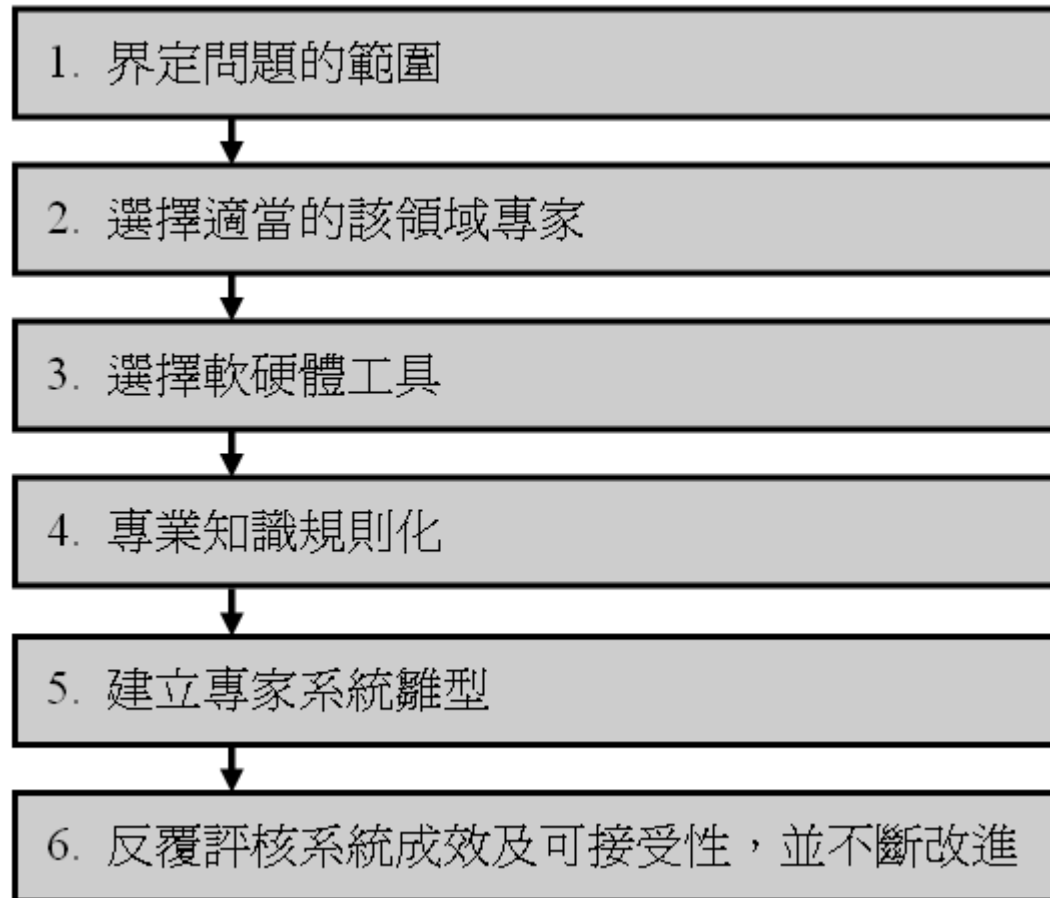 1. 界定問題的範圍
2. 選擇適當的該領域專家
3. 選擇軟硬體工具
4. 專業知識規則化
5. 建立專家系統雛型
6. 反覆評核系統成效及可接受性，並不斷改進